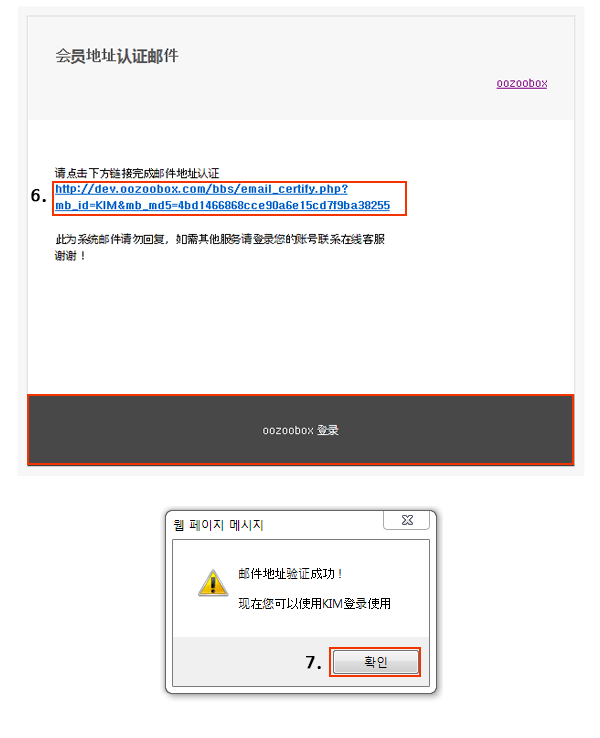 会员地址认证邮件
oozoobox
请点击下方链接完成邮件地址认证
6.
http://dev.oozoobox.com/bbs/email_certify.php?
mb_id=KIM&mb_md5=4bd1466868cce90a6e15cd7f9ba38255
此为系统邮件请勿回复，如需其他服务请登录您的账号联系在线客服
谢谢！
oozoobox 登录
웹 페이지 메시지
邮件地址验证成功！
现在您可以使用KIM登录使用
7.
확인